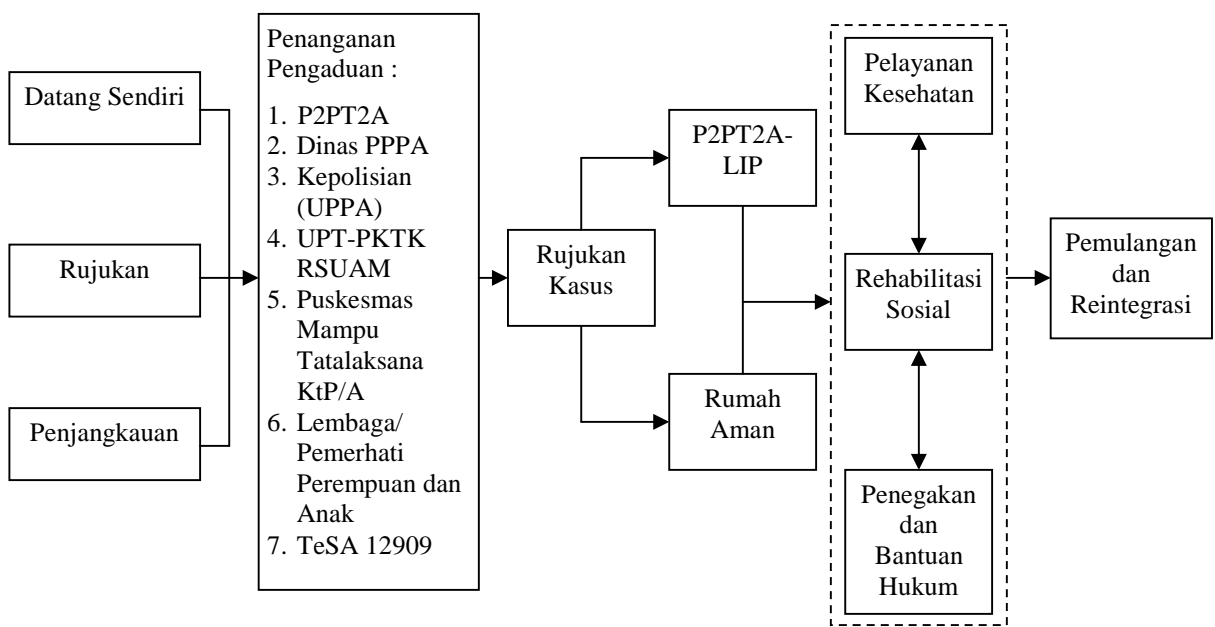 Datang Sendiri
Rujukan
Penjangkauan
Penanganan
Pengaduan :
1. P2PT2A
2. Dinas PPPA
3. Kepolisian
(UPPA)
4. UPT-PKTK
RSUAM
5. Puskesmas
Mampu
Tatalaksana
KtP/A
6. Lembaga/
Pemerhati
Perempuan dan
Anak
7. TeSA 12909
Rujukan
Kasus
P2PT2A-
LIP
Rumah
Aman
Pelayanan
Kesehatan
Rehabilitasi
Sosial
Penegakan
dan
Bantuan
Hukum
Pemulangan
dan
Reintegrasi